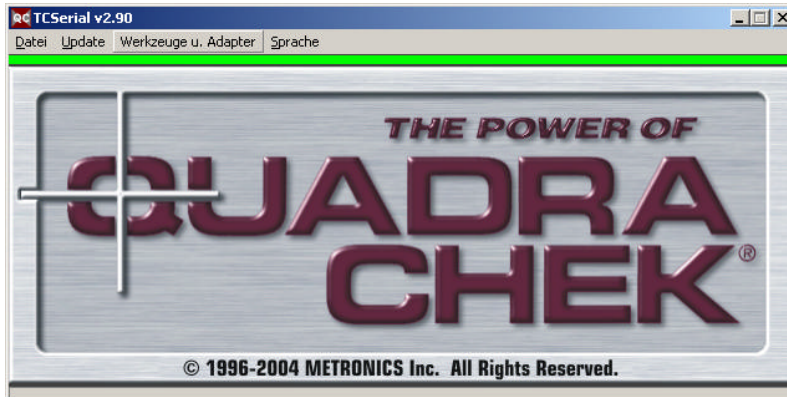 TCSerial v2.90
Datei Update Werkzeuge u. Adapter Sprache
THE POWER OF
QUADRA
CHEK®
© 1996-2004 METRONICS Inc. All Rights Reserved.